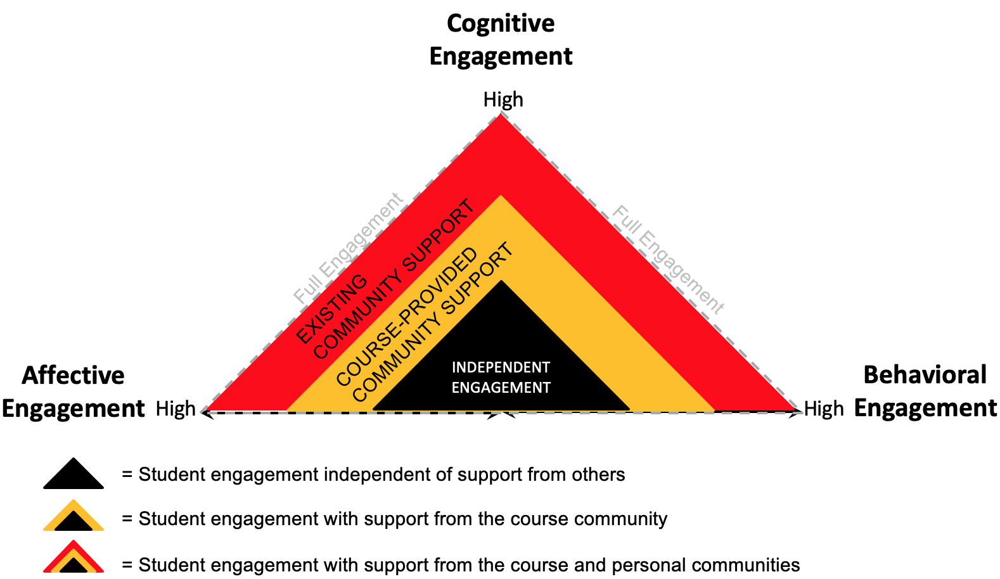 Cognitive
Engagement
High
Full Engagement
Full Engagement
EXISTING
COMMUNITY SUPPORT
COURSE-PROVIDED
COMMUNITY SUPPORT
INDEPENDENT
ENGAGEMENT
Affective
Engagement
High
High
Behavioral
Engagement
= Student engagement independent of support from others
= Student engagement with support from the course community
= Student engagement with support from the course and personal communities